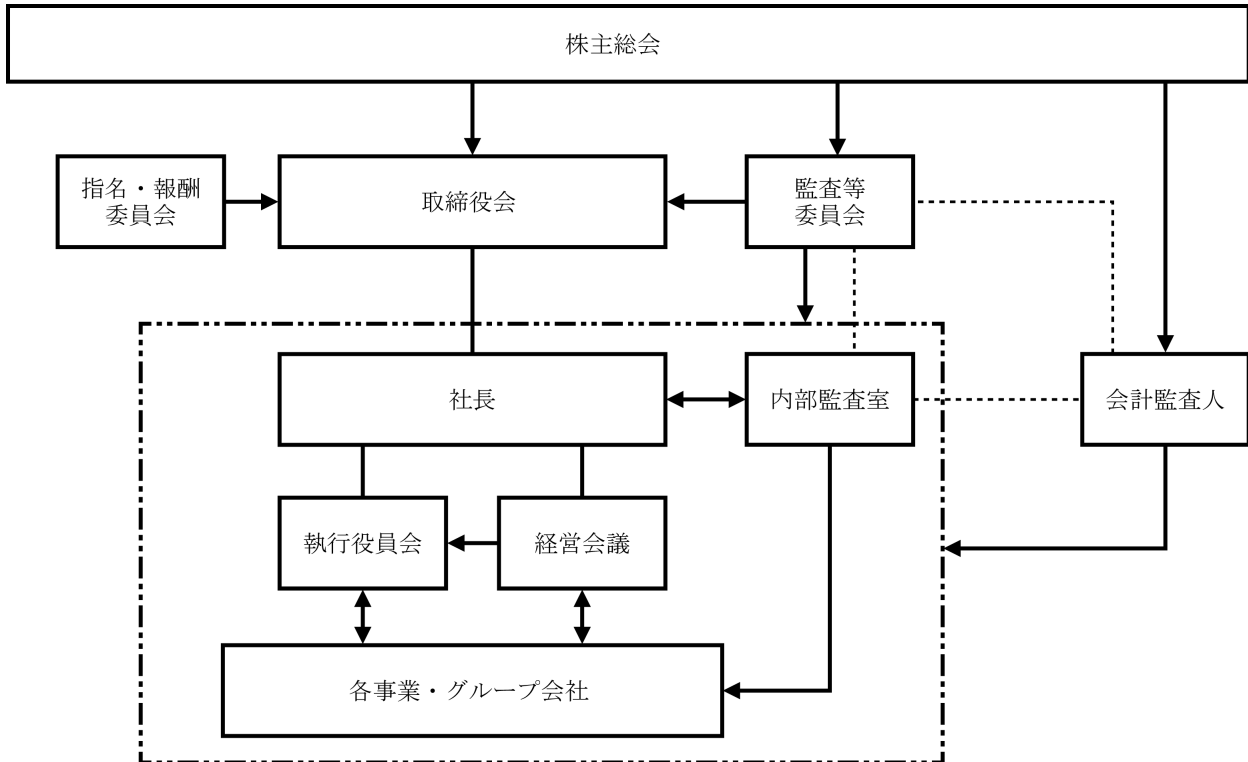 株主総会
指名・報酬
委員会
取締役会
監査等
委員会
社長
内部監査室
会計監査人
執行役員会
経営会議
各事業・グループ会社